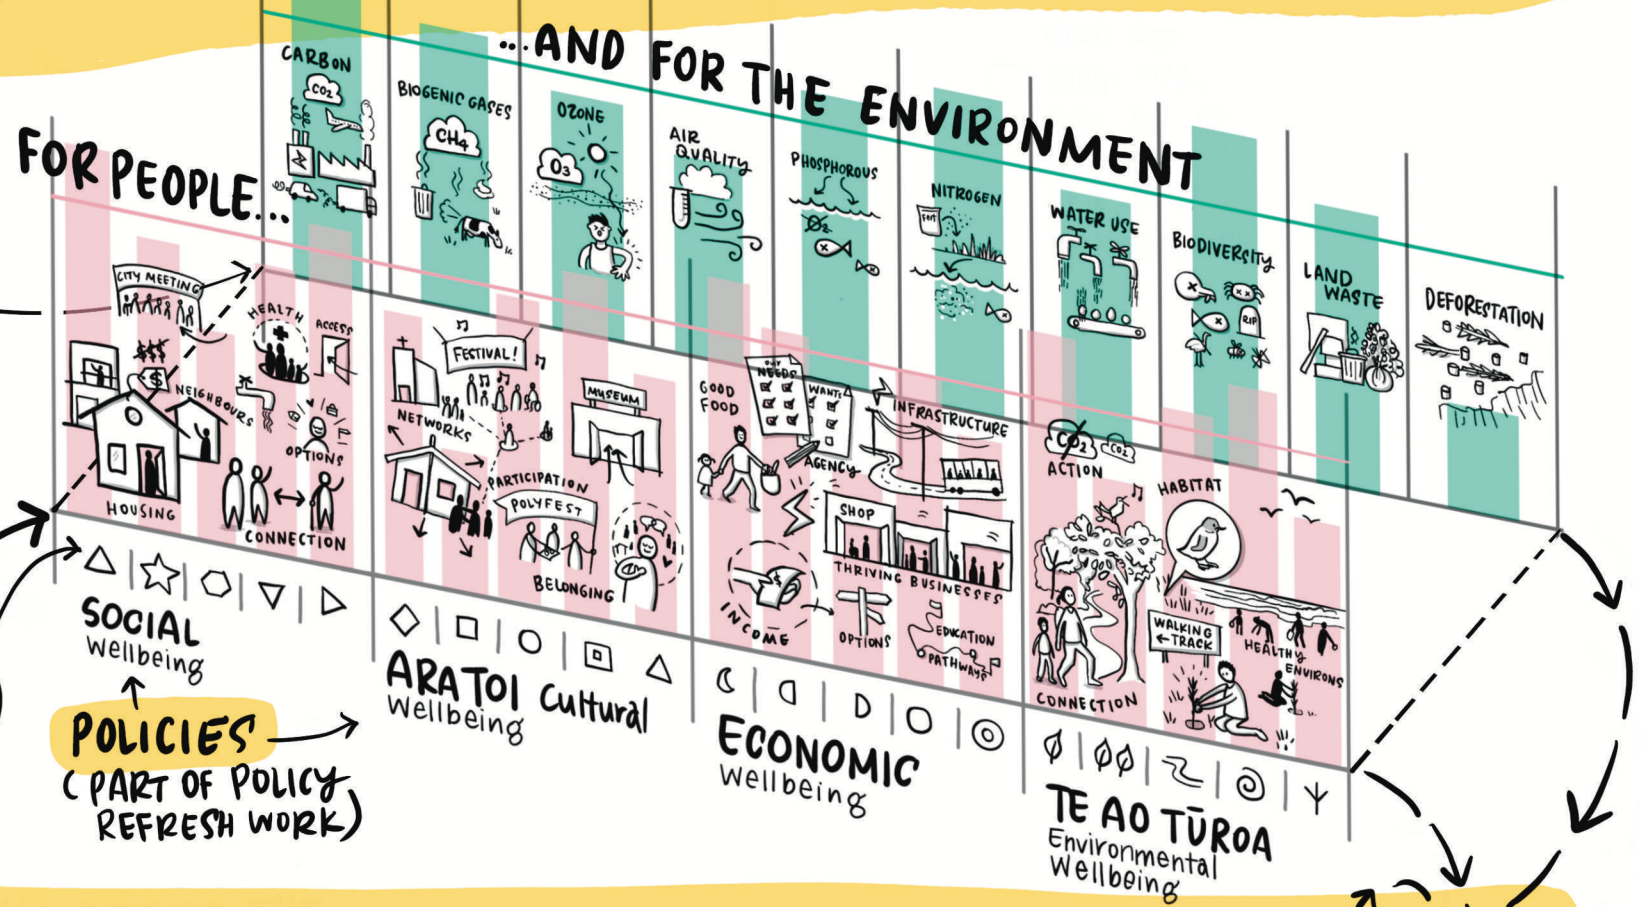 ...AND FOR THE ENVIRONMENT
CARBON
CO2
BIOGENIC GASES
CH4
OZONE
O3
AIR
QUALITY
PHOSPHOROUS
O2
NITROGEN
FERT
WATER USE
BIODIVERSITY
RIP
LAND
WASTE
DEFORESTATION
FOR PEOPLE...
CITY MEETING
$$$
$
NEIGHBOURS
HOUSING
HEALTH
ACCESS
OPTIONS
CONNECTION
NETWORKS
FESTIVAL!
MUSEUM
PARTICIPATION
POLYFEST
BELONGING
GOOD
FOOD
OUR
NEEDS
WANTS
AGENCY
INFRASTRUCTURE
SHOP
THRIVING BUSINESSES
$
INCOME
OPTIONS
EDUCATION
PATHWAYS
CO2
CO2
ACTION
HABITAT
WALKING
TRACK
HEALTHY
ENVIRONS
CONNECTION
SOCIAL
Wellbeing
ARATOI Cultural
Wellbeing
ECONOMIC
Wellbeing
TE AO TŪROA
Environmental
Wellbeing
POLICIES
(PART OF POLICY
REFRESH WORK)